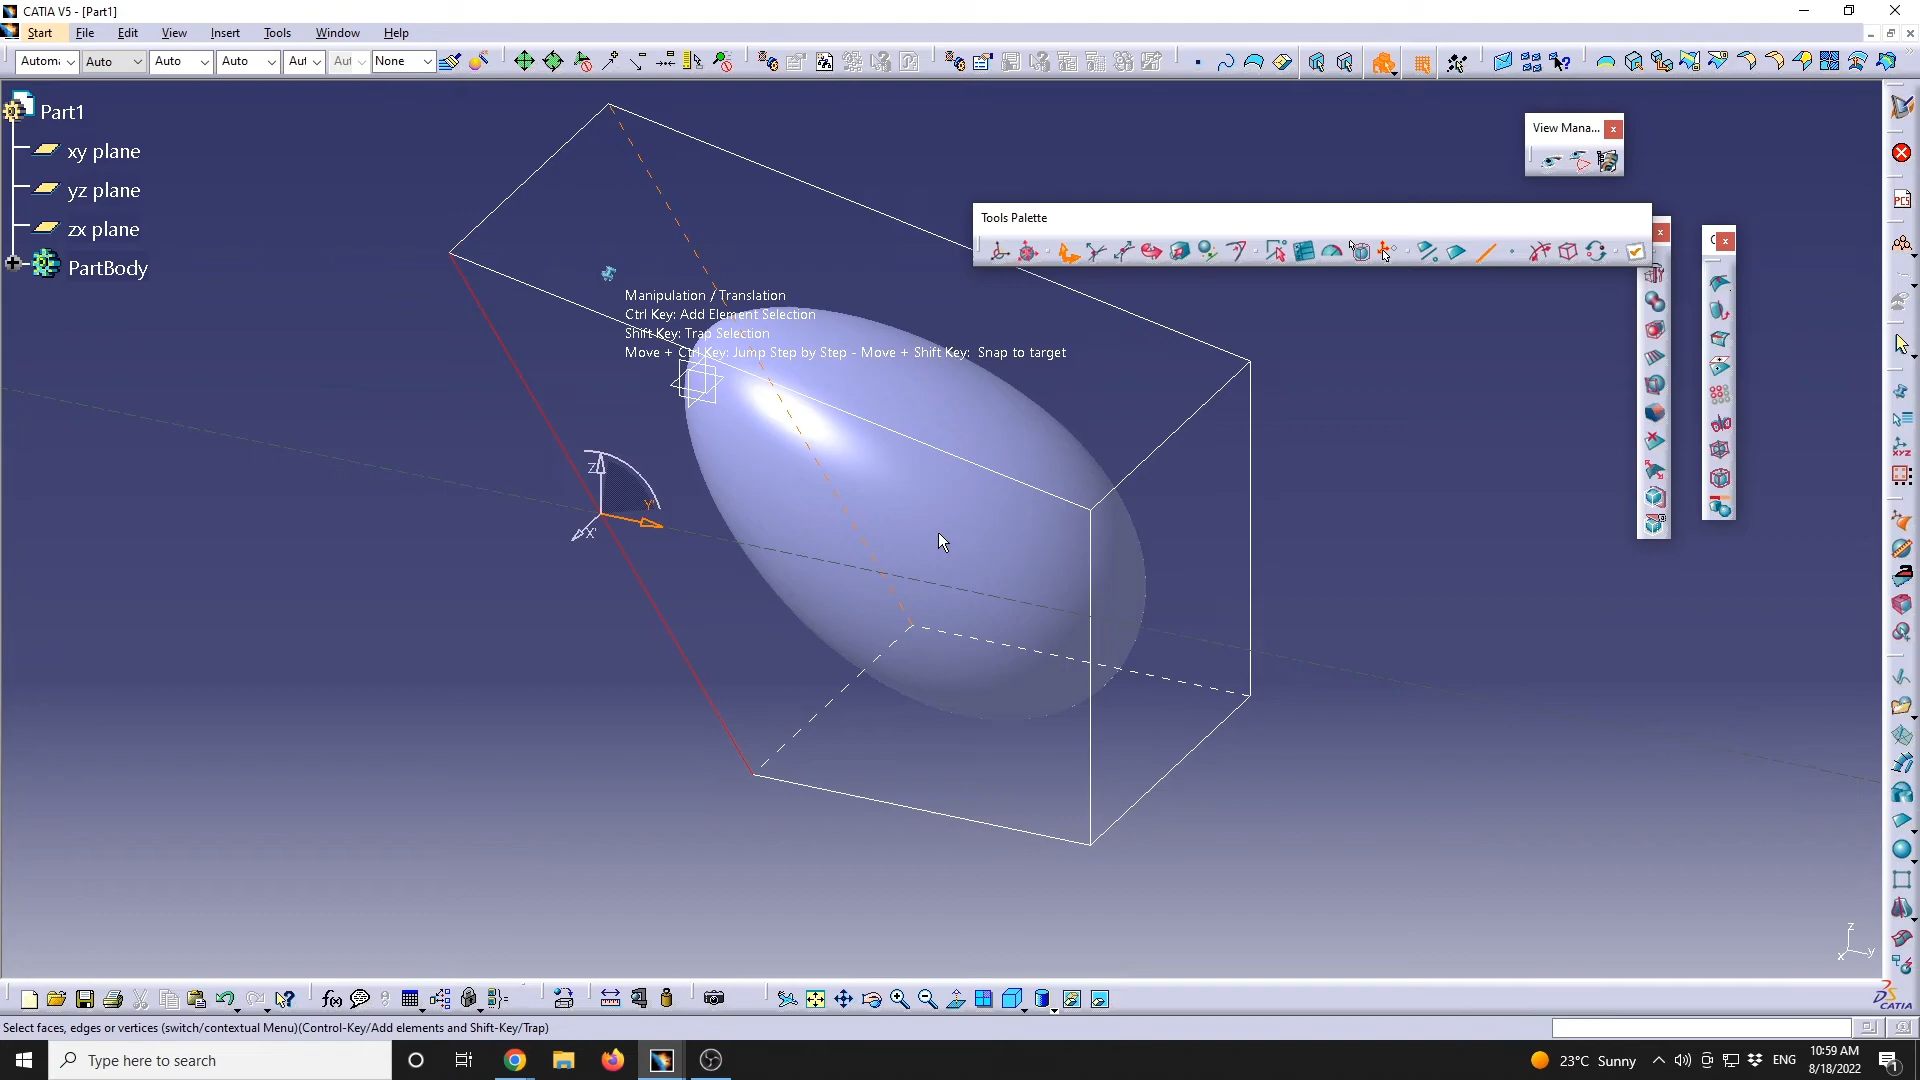 CATIA V5 - [Part1]
Start File Edit View Insert Tools Window Help
Auto Auto Auto None
Part1
xy plane
yz plane
zx plane
PartBody
View Mana...
Tools Palette
Manipulation / Translation
Ctrl Key: Add Element Selection
Shift Key: Trap Selection
Move + Ctrl Key: Jump Step by Step - Move + Shift Key: Snap to target
Z
Y'
X'
PCS
XYZ
z
x y
f(x)
CATIA
Select faces, edges or vertices (switch/contextual Menu)(Control-Key/Add elements and Shift-Key/Trap)
Type here to search
23°C Sunny
ENG
10:59 AM
8/18/2022
1